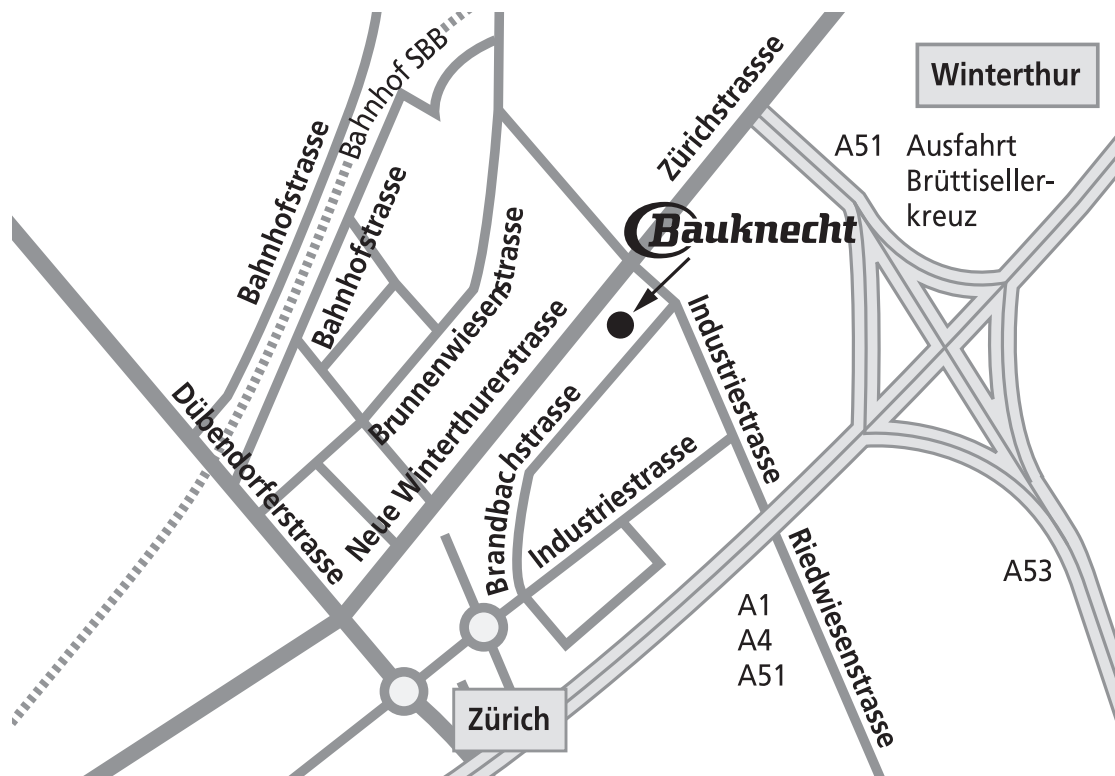 Bahnhof SBB
Zürichstrassse
Winterthur
A51 Ausfahrt
Brüttiseller-
kreuz
Bahnhofstrasse
Bahnhofstrasse
Bauknecht
Brunnenwiesenstrasse
Neue Winterthurerstrasse
Industriestrasse
Dübendorferstrasse
Brandbachstrasse
Industriestrasse
Riedwiesenstrasse
A53
A1
A4
A51
Zürich